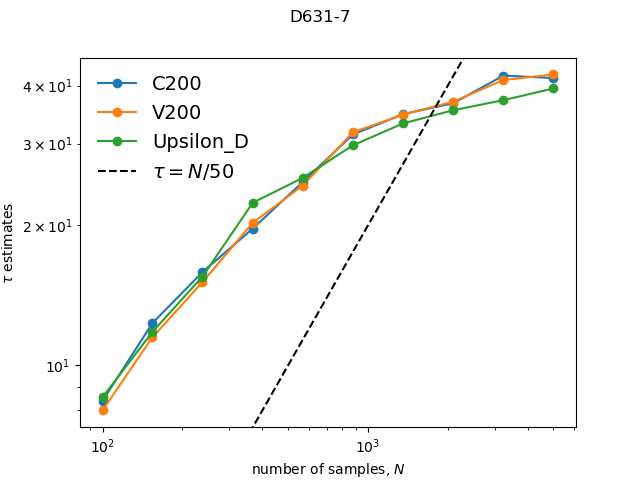 D631-7
C200
V200
Upsilon_D
τ = N/50
4 × 10¹
3 × 10¹
2 × 10¹
10¹
τ estimates
10²
10³
number of samples, N